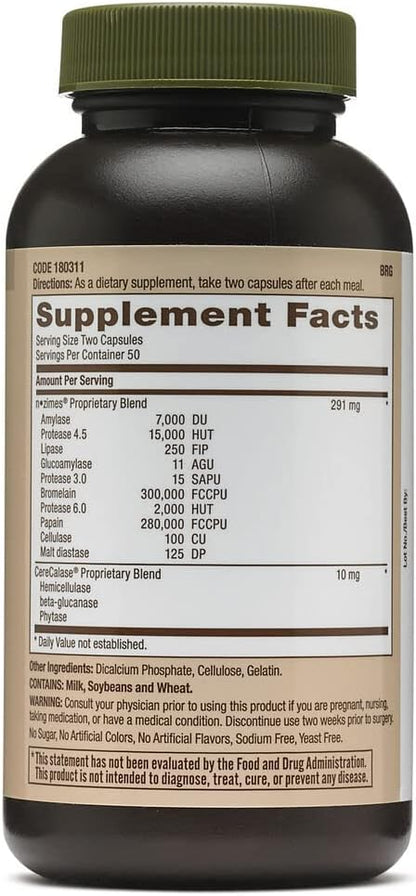 CODE 180311 BRG
Directions: As a dietary supplement, take two capsules after each meal.
Supplement Facts
Serving Size Two Capsules
Servings Per Container 50
Amount Per Serving
n•zimes® Proprietary Blend 291 mg *
Amylase 7,000 DU
Protease 4.5 15,000 HUT
Lipase 250 FIP
Glucoamylase 11 AGU
Protease 3.0 15 SAPU
Bromelain 300,000 FCCPU
Protease 6.0 2,000 HUT
Papain 280,000 FCCPU
Cellulase 100 CU
Malt diastase 125 DP
CereCalase® Proprietary Blend 10 mg *
Hemicellulase
beta-glucanase
Phytase
* Daily Value not established.
Other Ingredients: Dicalcium Phosphate, Cellulose, Gelatin.
CONTAINS: Milk, Soybeans and Wheat.
WARNING: Consult your physician prior to using this product if you are pregnant, nursing,
taking medication, or have a medical condition. Discontinue use two weeks prior to surgery.
No Sugar, No Artificial Colors, No Artificial Flavors, Sodium Free, Yeast Free.
*This statement has not been evaluated by the Food and Drug Administration.
This product is not intended to diagnose, treat, cure, or prevent any disease.
Lot No./Best By: